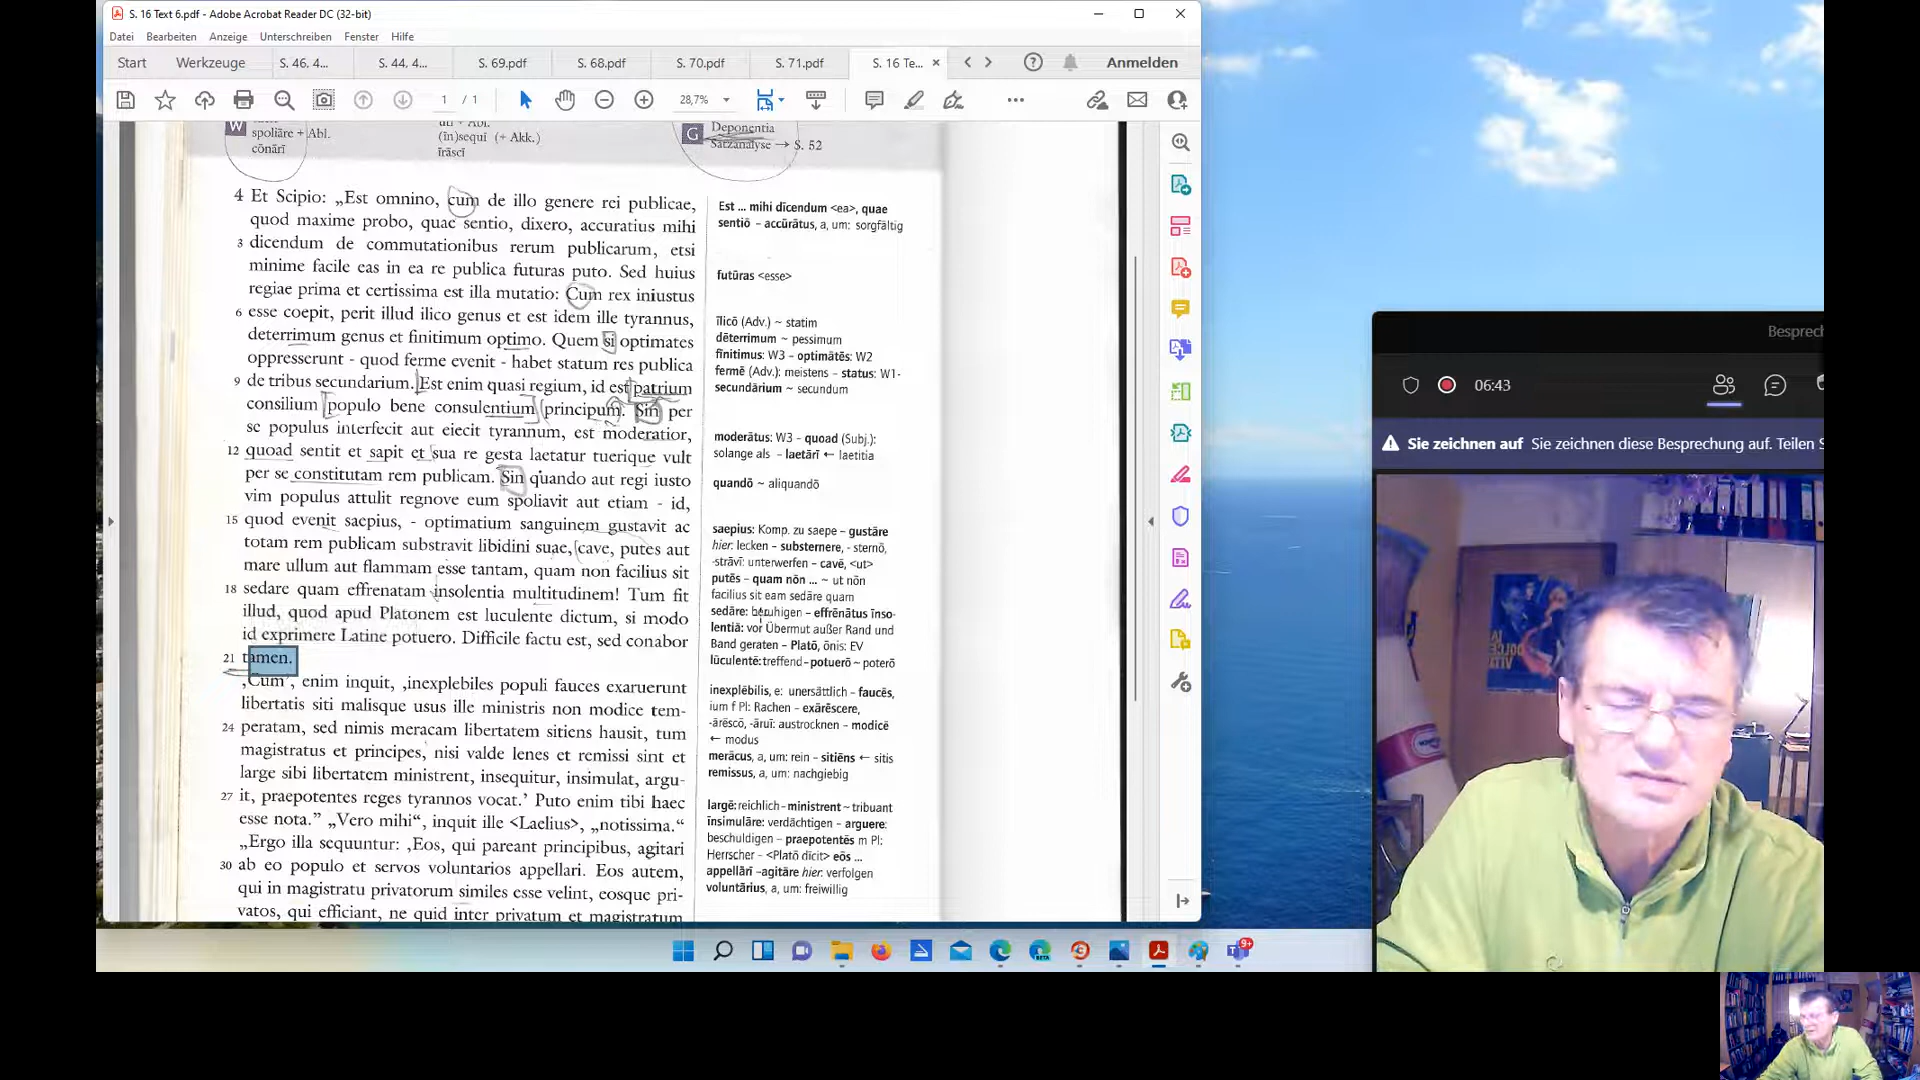 S. 16 Text 6.pdf - Adobe Acrobat Reader DC (32-bit)
Datei Bearbeiten Anzeige Unterschreiben Fenster Hilfe
Start Werkzeuge S. 46. 4... S. 44, 4... S. 69.pdf S. 68.pdf S. 70.pdf S. 71.pdf S. 16 Te... Anmelden
1 / 1 28,7%
W
spoliāre + Abl.
cōnārī
(īn)sequi (+ Akk.)
īrāscī
G Deponentia
Satzanalyse → S. 52
4 Et Scipio: „Est omnino, cum de illo genere rei publicae,
quod maxime probo, quae sentio, dixero, accuratius mihi
3 dicendum de commutationibus rerum publicarum, etsi
minime facile eas in ea re publica futuras puto. Sed huius
regiae prima et certissima est illa mutatio: Cum rex iniustus
6 esse coepit, perit illud ilico genus et est idem ille tyrannus,
deterrimum genus et finitimum optimo. Quem si optimates
oppresserunt - quod ferme evenit - habet statum res publica
9 de tribus secundarium. Est enim quasi regium, id est patrium
consilium populo bene consulentium principum. Sin per
se populus interfecit aut eiecit tyrannum, est moderatior,
12 quoad sentit et sapit et sua re gesta laetatur tuerique vult
per se constitutam rem publicam. Sin quando aut regi iusto
vim populus attulit regnove eum spoliavit aut etiam - id,
15 quod evenit saepius, - optimatium sanguinem gustavit ac
totam rem publicam substravit libidini suae, cave, putes aut
mare ullum aut flammam esse tantam, quam non facilius sit
18 sedare quam effrenatam insolentia multitudinem! Tum fit
illud, quod apud Platonem est luculente dictum, si modo
id exprimere Latine potuero. Difficile factu est, sed conabor
21 tamen.
‚Cum‘, enim inquit, ‚inexplebiles populi fauces exaruerunt
libertatis siti malisque usus ille ministris non modice tem-
24 peratam, sed nimis meracam libertatem sitiens hausit, tum
magistratus et principes, nisi valde lenes et remissi sint et
large sibi libertatem ministrent, insequitur, insimulat, argu-
27 it, praepotentes reges tyrannos vocat.’ Puto enim tibi haec
esse nota.” „Vero mihi“, inquit ille <Laelius>, „notissima.“
„Ergo illa sequuntur: ‚Eos, qui pareant principibus, agitari
30 ab eo populo et servos voluntarios appellari. Eos autem,
qui in magistratu privatorum similes esse velint, eosque pri-
vatos, qui efficiant, ne quid inter privatum et magistratum
Est ... mihi dīcendum <ea>, quae
sentiō – accūrātus, a, um: sorgfältig
futūras <esse>
īlicō (Adv.) ~ statim
dēterrimum ~ pessimum
fīnitimus: W3 – optimātēs: W2
fermē (Adv.): meistens – status: W1-
secundārium ~ secundum
moderātus: W3 - quoad (Subj.):
solange als – laetārī ← laetitia
quandō ~ aliquandō
saepius: Komp. zu saepe – gustāre
hier: lecken – substernere, - sternō,
-strāvī: unterwerfen – cavē, <ut>
putēs – quam nōn ... ~ ut nōn
facilius sit eam sedāre quam
sedāre: beruhigen – effrēnātus īnso-
lentiā: vor Übermut außer Rand und
Band geraten – Platō, ōnis: EV
lūculentē: treffend – potuerō ~ poterō
inexplēbilis, e: unersättlich – faucēs,
ium f Pl: Rachen – exārēscere,
-ārēscō, -āruī: austrocknen – modicē
← modus
merācus, a, um: rein – sitiēns ← sitis
remissus, a, um: nachgiebig
largē: reichlich – ministrent ~ tribuant
īnsimulāre: verdächtigen – arguere:
beschuldigen – praepotentēs m Pl:
Herrscher – <Platō dīcit> eōs ...
appellārī –agitāre hier: verfolgen
voluntārius, a, um: freiwillig
Besprech
06:43
Sie zeichnen auf Sie zeichnen diese Besprechung auf. Teilen S
9+